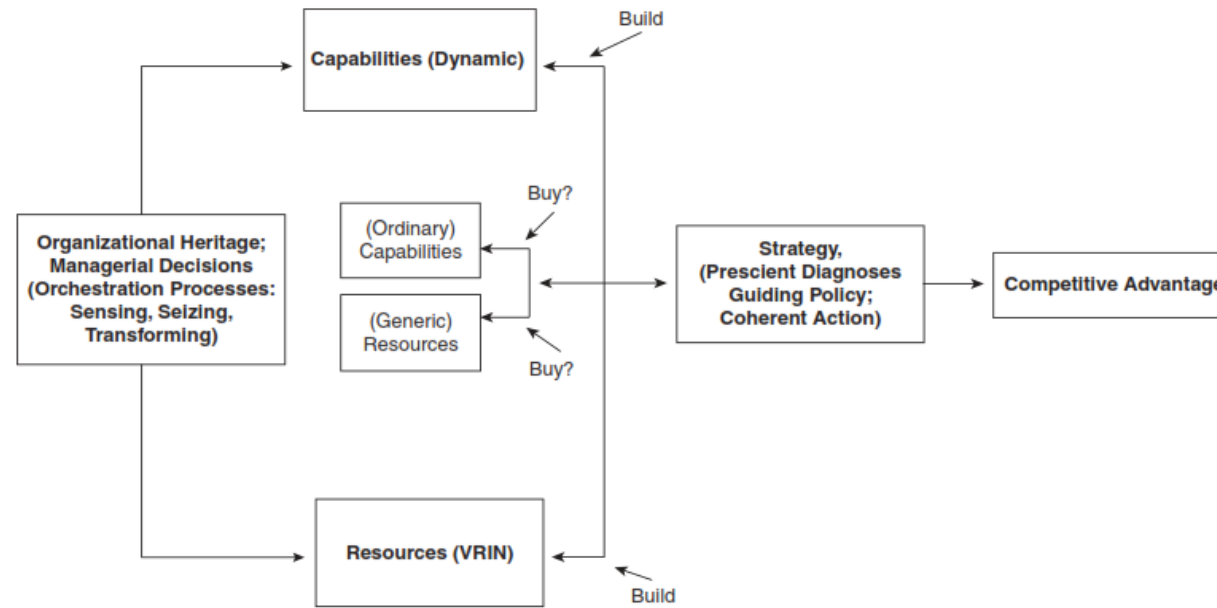 Build
Capabilities (Dynamic)
Buy?
(Ordinary)
Capabilities
Organizational Heritage;
Managerial Decisions
(Orchestration Processes:
Sensing, Seizing,
Transforming)
(Generic)
Resources
Buy?
Strategy,
(Prescient Diagnoses
Guiding Policy;
Coherent Action)
Competitive Advantage
Resources (VRIN)
Build